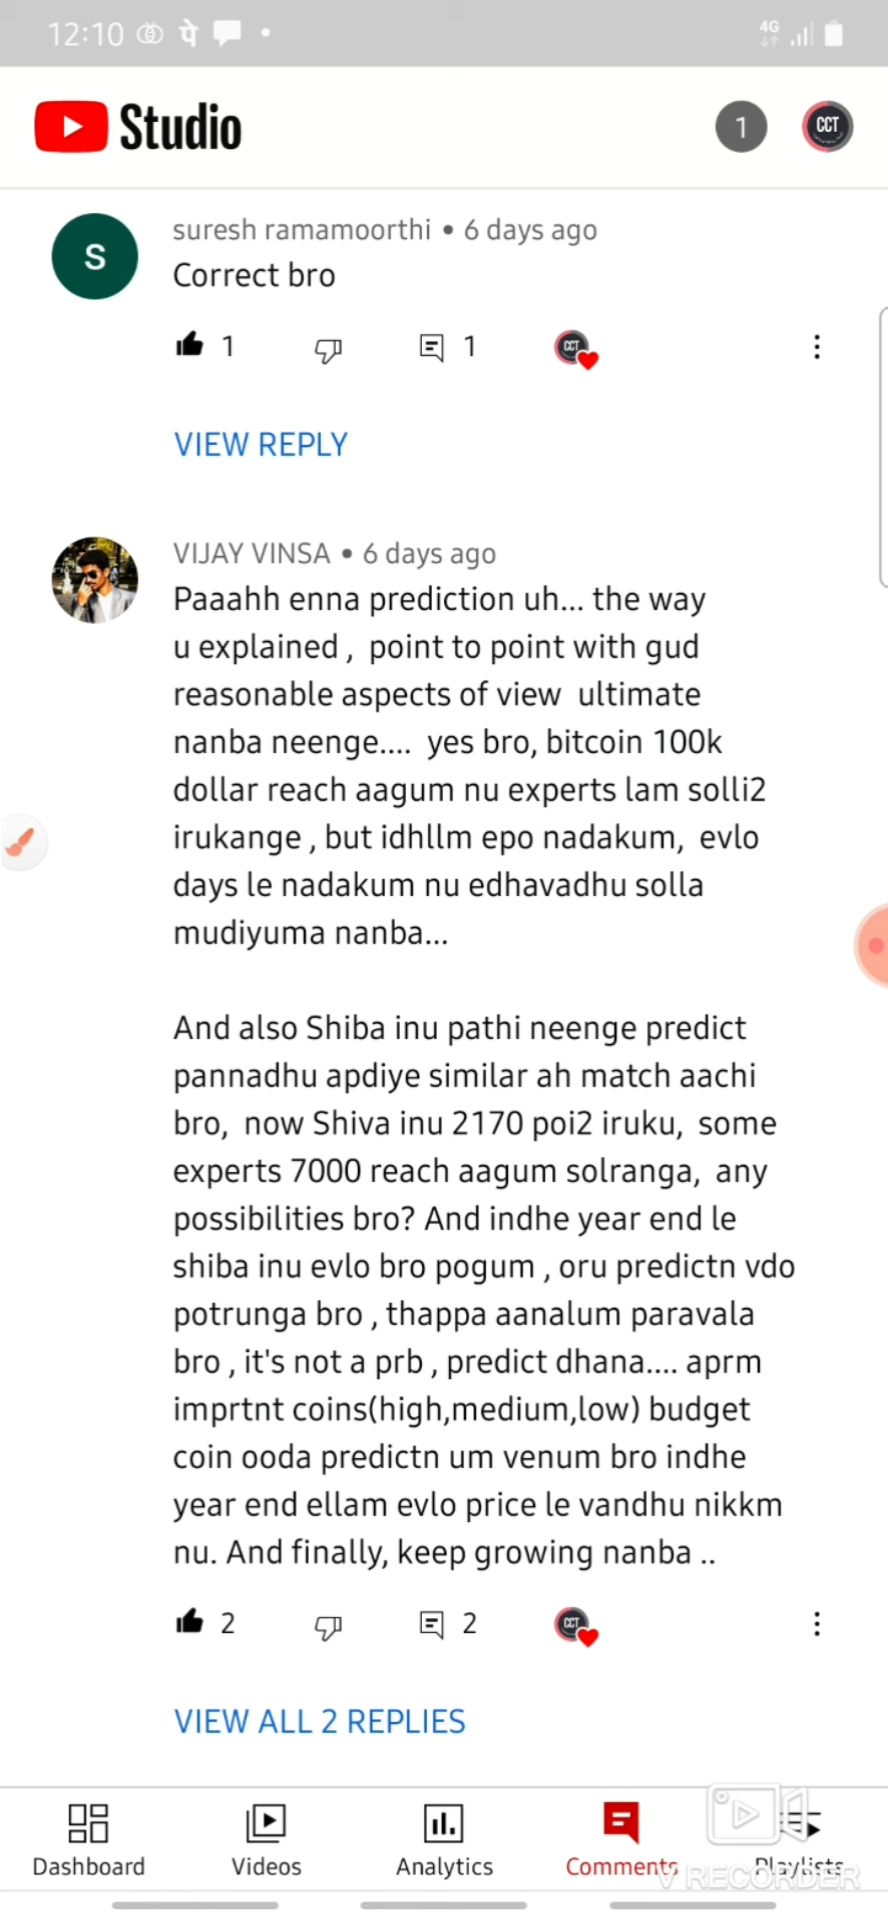 12:10 पे 4G
Studio 1 CCT
S suresh ramamoorthi • 6 days ago
Correct bro
1 1 CCT
VIEW REPLY
VIJAY VINSA • 6 days ago
Paaahh enna prediction uh... the way
u explained , point to point with gud
reasonable aspects of view ultimate
nanba neenge.... yes bro, bitcoin 100k
dollar reach aagum nu experts lam solli2
irukange , but idhllm epo nadakum, evlo
days le nadakum nu edhavadhu solla
mudiyuma nanba...
And also Shiba inu pathi neenge predict
pannadhu apdiye similar ah match aachi
bro, now Shiva inu 2170 poi2 iruku, some
experts 7000 reach aagum solranga, any
possibilities bro? And indhe year end le
shiba inu evlo bro pogum , oru predictn vdo
potrunga bro , thappa aanalum paravala
bro , it's not a prb , predict dhana.... aprm
imprtnt coins(high,medium,low) budget
coin ooda predictn um venum bro indhe
year end ellam evlo price le vandhu nikkm
nu. And finally, keep growing nanba ..
2 2 CCT
VIEW ALL 2 REPLIES
Dashboard Videos Analytics Comments Playlists
V RECORDER